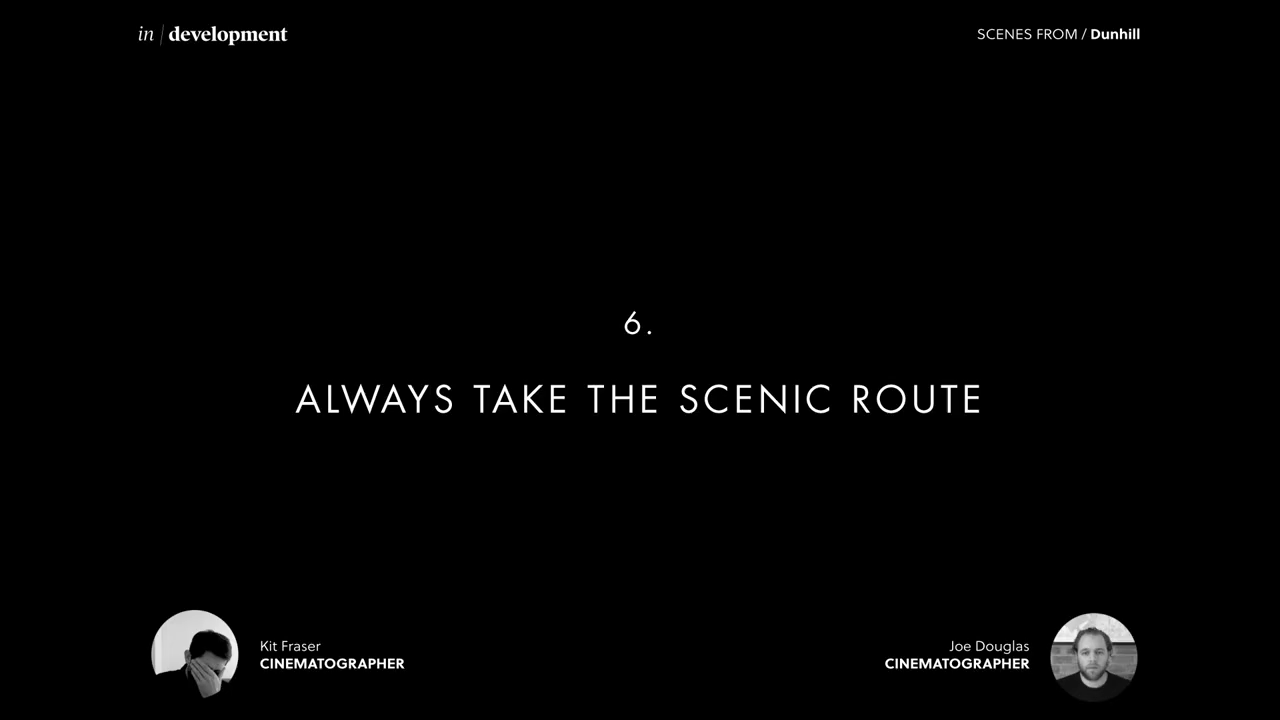 in | development
SCENES FROM / Dunhill
6.
ALWAYS TAKE THE SCENIC ROUTE
Kit Fraser
CINEMATOGRAPHER
Joe Douglas
CINEMATOGRAPHER